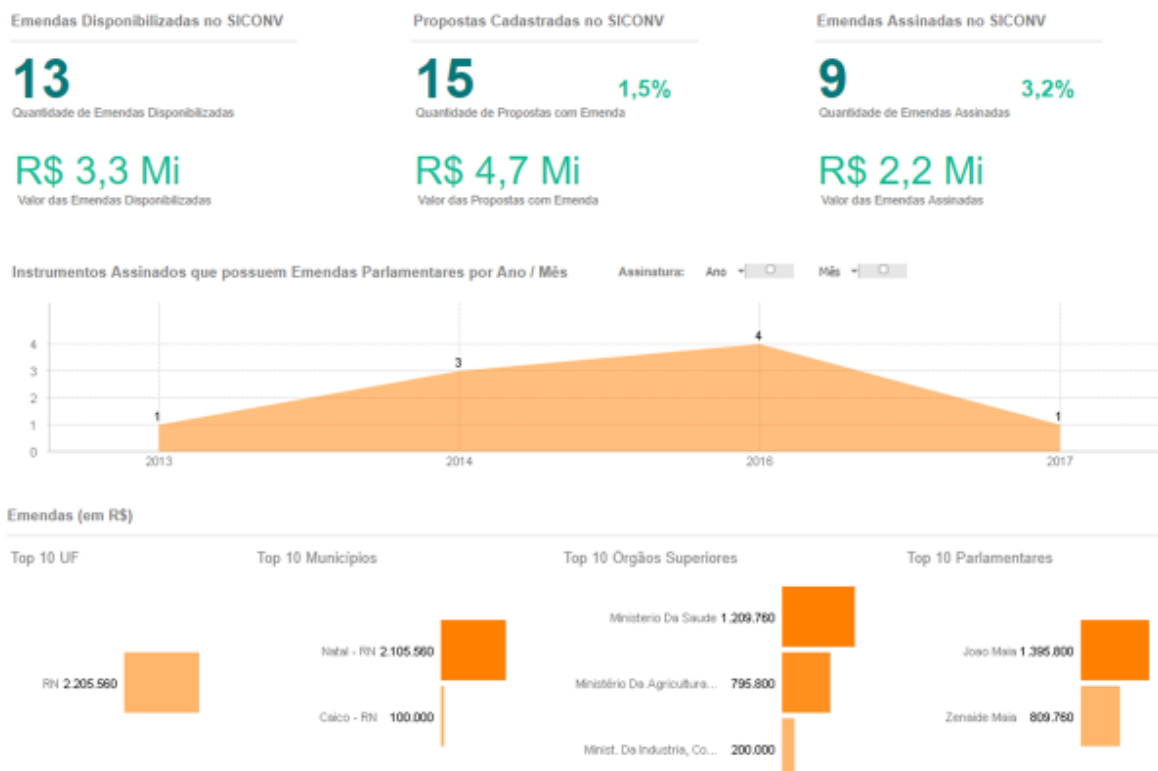 Emendas Disponibilizadas no SICONV
Propostas Cadastradas no SICONV
Emendas Assinadas no SICONV
13
15 1,5%
9 3,2%
Quantidade de Emendas Disponibilizadas
Quantidade de Propostas com Emenda
Quantidade de Emendas Assinadas
R$ 3,3 Mi
R$ 4,7 Mi
R$ 2,2 Mi
Valor das Emendas Disponibilizadas
Valor das Propostas com Emenda
Valor das Emendas Assinadas
Instrumentos Assinados que possuem Emendas Parlamentares por Ano / Mês
Assinatura: Ano Mês
4
3
2
1
0
1
3
4
1
2013
2014
2016
2017
Emendas (em R$)
Top 10 UF
RN 2.205.560
Top 10 Municípios
Natal - RN 2.105.560
Caico - RN 100.000
Top 10 Orgãos Superiores
Ministerio Da Saude 1.209.760
Ministério Da Agricultura... 795.800
Minist. Da Industria, Co... 200.000
Top 10 Parlamentares
Joao Maia 1.395.800
Zenaide Maia 809.760